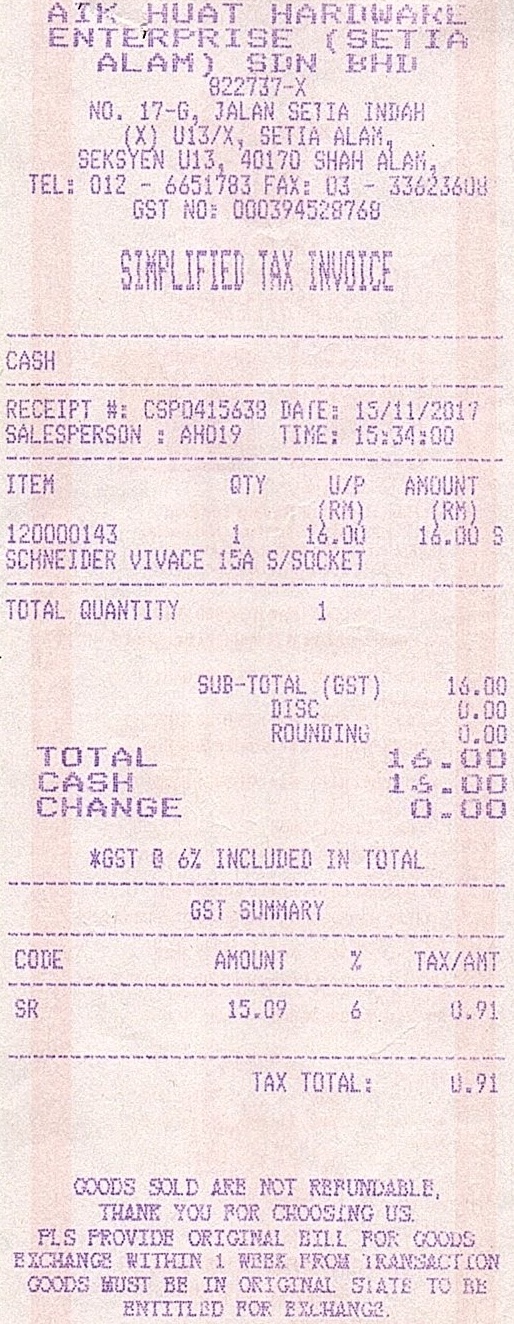 AIK HUAT HARDWARE
ENTERPRISE (SETIA
ALAM) SDN BHD
822737-X
NO. 17-G, JALAN SETIA INDAH
(X) U13/X, SETIA ALAM,
SEKSYEN U13, 40170 SHAH ALAM,
TEL: 012 - 6651783 FAX: 03 - 33623608
GST NO: 000394528768
SIMPLIFIED TAX INVOICE
CASH
RECEIPT #: CSP0415638 DATE: 15/11/2017
SALESPERSON : AH019 TIME: 15:34:00
ITEM QTY U/P AMOUNT
(RM) (RM)
120000143 1 16.00 16.00 S
SCHNEIDER VIVACE 15A S/SOCKET
TOTAL QUANTITY 1
SUB-TOTAL (GST) 16.00
DISC 0.00
ROUNDING 0.00
TOTAL 16.00
CASH 16.00
CHANGE 0.00
*GST @ 6% INCLUDED IN TOTAL
GST SUMMARY
CODE AMOUNT % TAX/AMT
SR 15.09 6 0.91
TAX TOTAL: 0.91
GOODS SOLD ARE NOT REFUNDABLE,
THANK YOU FOR CHOOSING US.
PLS PROVIDE ORIGINAL BILL FOR GOODS
EXCHANGE WITHIN 1 WEEK FROM TRANSACTION
GOODS MUST BE IN ORIGINAL STATE TO BE
ENTITLED FOR EXCHANGE.